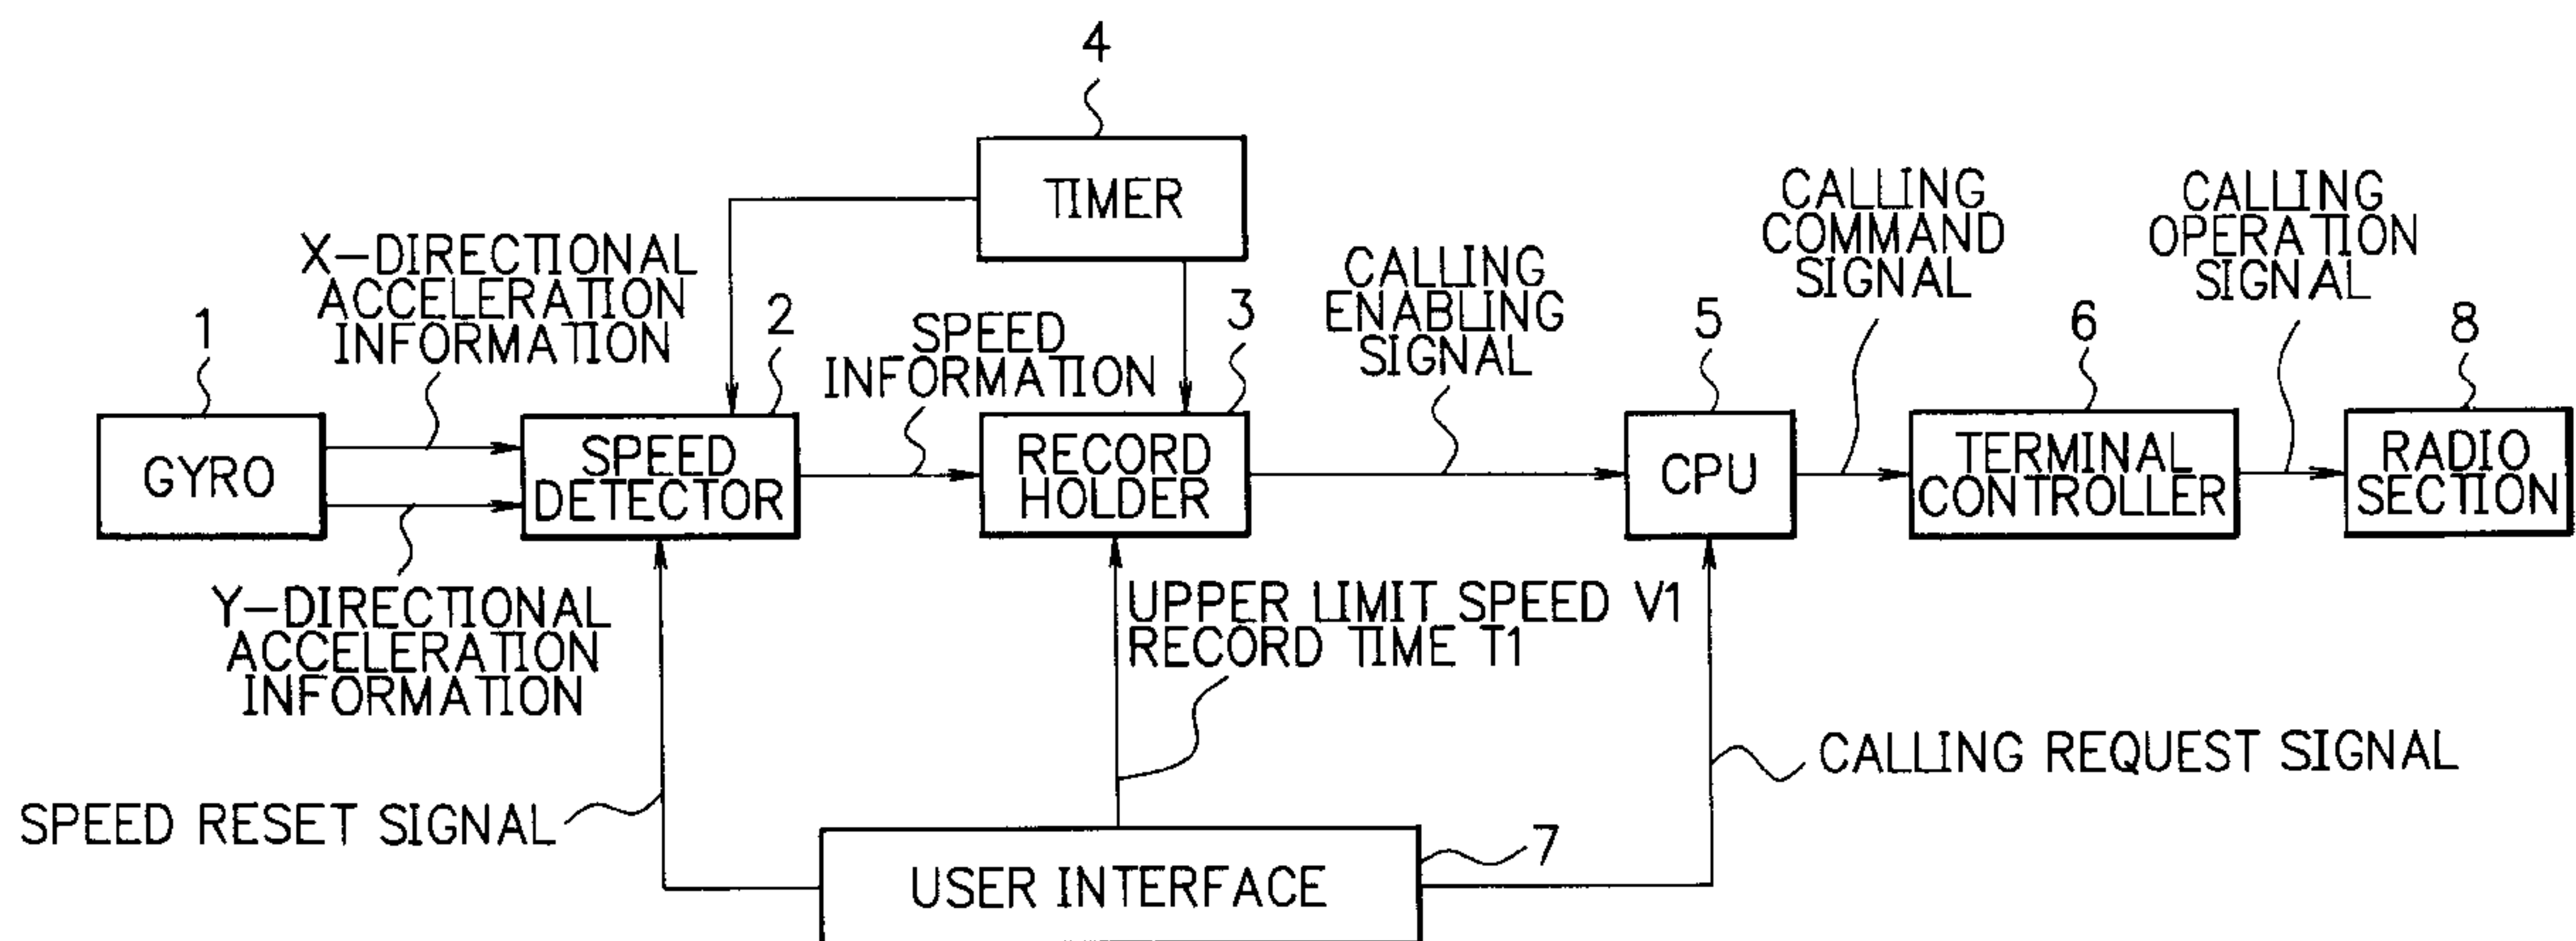 4
TIMER
X-DIRECTIONAL
ACCELERATION
INFORMATION
CALLING
COMMAND
SIGNAL
CALLING
OPERATION
SIGNAL
CALLING
ENABLING
SIGNAL
SPEED
INFORMATION
1
2
3
5
6
8
GYRO
SPEED
DETECTOR
RECORD
HOLDER
CPU
TERMINAL
CONTROLLER
RADIO
SECTION
Y-DIRECTIONAL
ACCELERATION
INFORMATION
UPPER LIMIT SPEED V1
RECORD TIME T1
CALLING REQUEST SIGNAL
SPEED RESET SIGNAL
7
USER INTERFACE